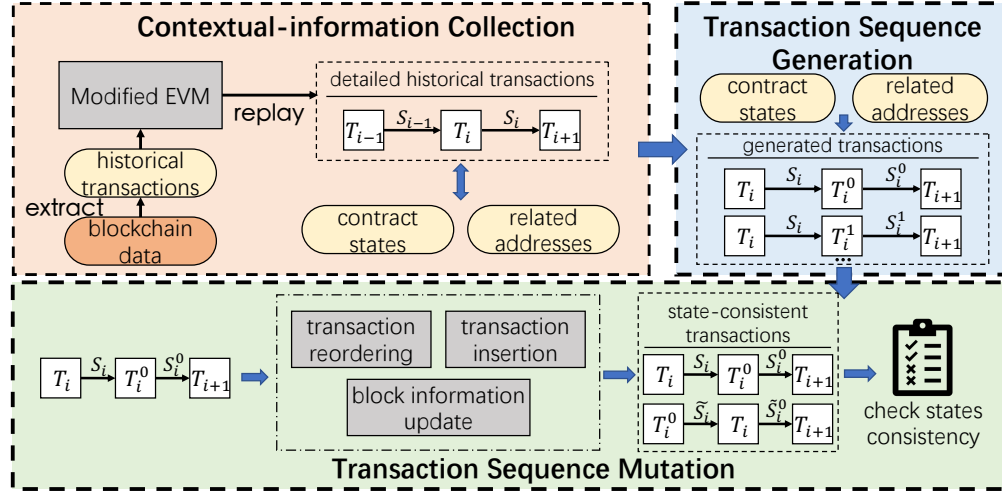 Contextual-information Collection
Modified EVM
replay
detailed historical transactions
T_{i-1} S_{i-1} T_i S_i T_{i+1}
historical
transactions
extract
blockchain
data
contract
states
related
addresses
Transaction Sequence
Generation
contract
states
related
addresses
generated transactions
T_i S_i T_i^0 S_i^0 T_{i+1}
T_i S_i T_i^1 S_i^1 T_{i+1}
...
T_i S_i T_i^0 S_i^0 T_{i+1}
transaction
reordering
transaction
insertion
block information
update
state-consistent
transactions
T_i S_i T_i^0 S_i^0 T_{i+1}
T_i^0 S̃_i T_i S̃_i^0 T_{i+1}
check states
consistency
Transaction Sequence Mutation